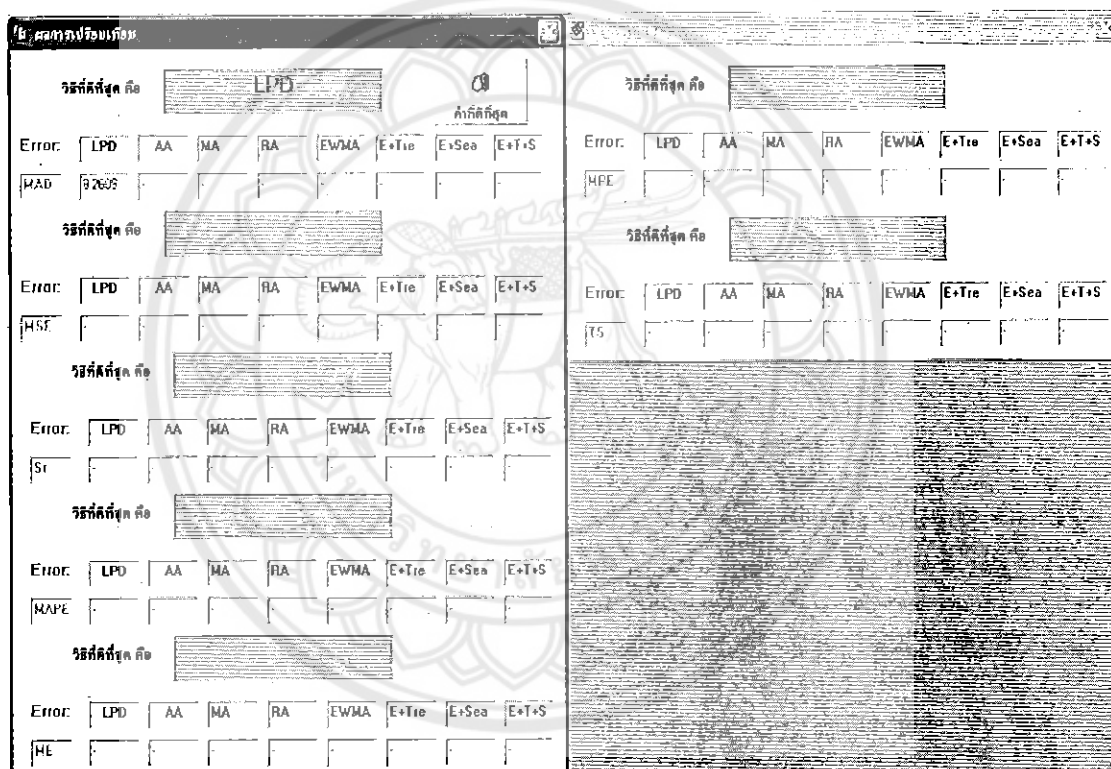 ผลการเปรียบเทียบ
วิธีที่ดีที่สุด คือ LPD
ค่าที่ดีที่สุด
Error: LPD AA MA RA EWMA E+Tre E+Sea E+T+S
MAD - - - - - - -
วิธีที่ดีที่สุด คือ
Error: LPD AA MA RA EWMA E+Tre E+Sea E+T+S
MSE - - - - - - - -
วิธีที่ดีที่สุด คือ
Error: LPD AA MA RA EWMA E+Tre E+Sea E+T+S
Sr - - - - - - - -
วิธีที่ดีที่สุด คือ
Error: LPD AA MA RA EWMA E+Tre E+Sea E+T+S
MAPE - - - - - - - -
วิธีที่ดีที่สุด คือ
Error: LPD AA MA RA EWMA E+Tre E+Sea E+T+S
ME - - - - - - - -
วิธีที่ดีที่สุด คือ
Error: LPD AA MA RA EWMA E+Tre E+Sea E+T+S
MPE - - - - - - - -
วิธีที่ดีที่สุด คือ
Error: LPD AA MA RA EWMA E+Tre E+Sea E+T+S
TS - - - - - - - -